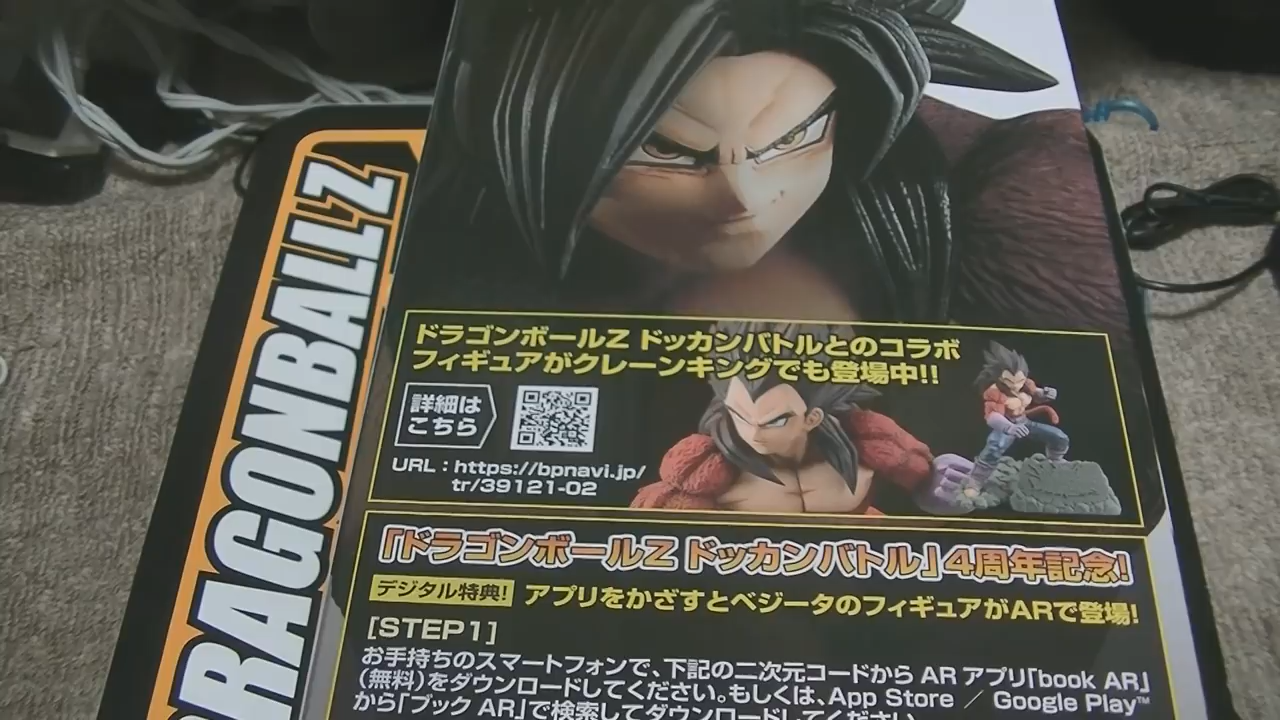 DRAGONBALL Z
ドラゴンボールZ ドッカンバトルとのコラボ
フィギュアがクレーンキングでも登場中!!
詳細は
こちら
URL：https://bpnavi.jp/
tr/39121-02
「ドラゴンボールZ ドッカンバトル」4周年記念!
デジタル特典! アプリをかざすとベジータのフィギュアがARで登場!
[STEP1]
お手持ちのスマートフォンで、下記の二次元コードから AR アプリ「book AR」
(無料)をダウンロードしてください。もしくは、App Store ／ Google Play™
から「ブック AR」で検索してダウンロードしてください。